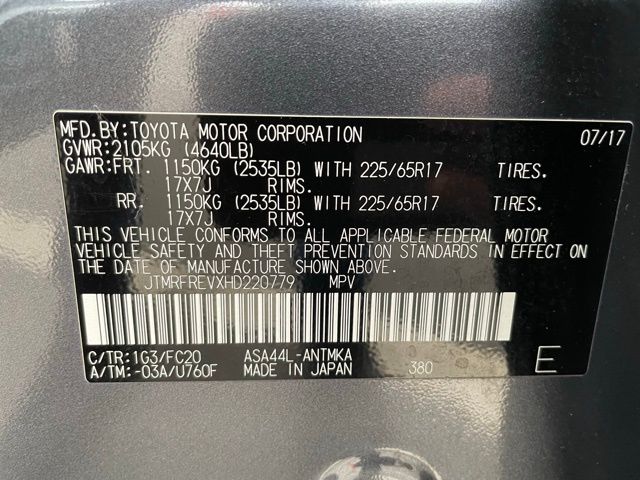 MFD.BY:TOYOTA MOTOR CORPORATION 07/17
GVWR:2105KG (4640LB)
GAWR:FRT. 1150KG (2535LB) WITH 225/65R17 TIRES.
17X7J RIMS.
RR. 1150KG (2535LB) WITH 225/65R17 TIRES.
17X7J RIMS.
THIS VEHICLE CONFORMS TO ALL APPLICABLE FEDERAL MOTOR
VEHICLE SAFETY AND THEFT PREVENTION STANDARDS IN EFFECT ON
THE DATE OF MANUFACTURE SHOWN ABOVE.
JTMRFREVXHD220779 MPV
C/TR:1G3/FC20 ASA44L-ANTMKA
A/TM:-03A/U760F MADE IN JAPAN 380 E